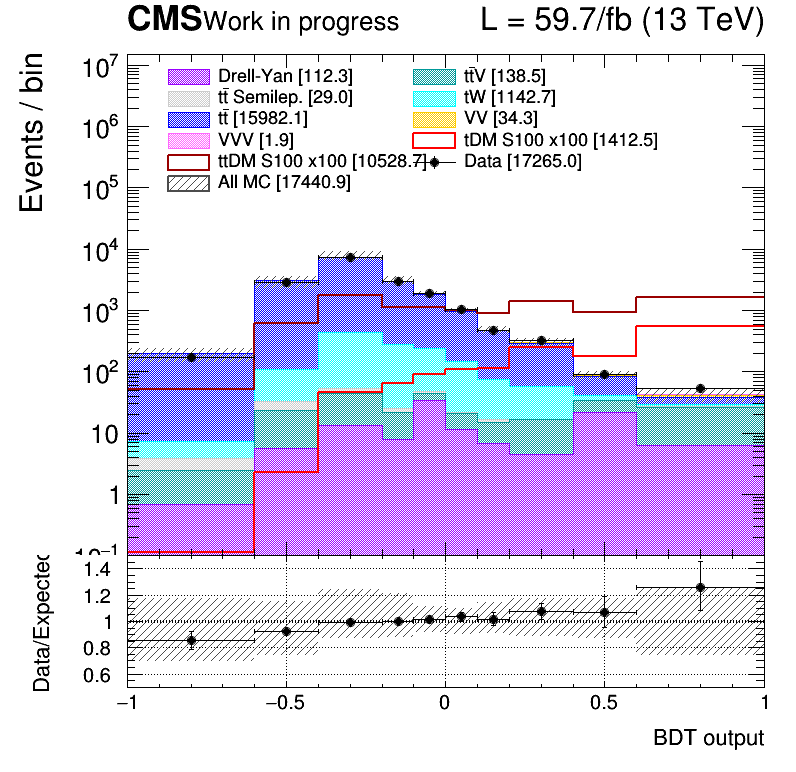 CMS Work in progress L = 59.7/fb (13 TeV)
Events / bin
10⁷
10⁶
10⁵
10⁴
10³
10²
10
1
10⁻¹
Drell-Yan [112.3] tt̄V [138.5]
tt̄ Semilep. [29.0] tW [1142.7]
tt̄ [15982.1] VV [34.3]
VVV [1.9] tDM S100 x100 [1412.5]
ttDM S100 x100 [10528.7] Data [17265.0]
All MC [17440.9]
Data/Expected
1.4
1.2
1
0.8
0.6
−1 −0.5 0 0.5 1
BDT output